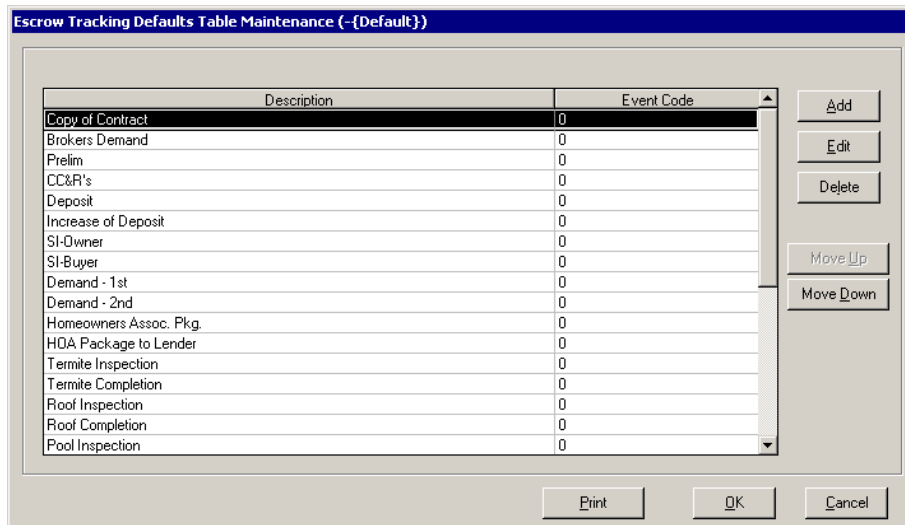 Escrow Tracking Defaults Table Maintenance (-{Default})
Description Event Code
Copy of Contract 0
Brokers Demand 0
Prelim 0
CC&R's 0
Deposit 0
Increase of Deposit 0
SI-Owner 0
SI-Buyer 0
Demand - 1st 0
Demand - 2nd 0
Homeowners Assoc. Pkg. 0
HOA Package to Lender 0
Termite Inspection 0
Termite Completion 0
Roof Inspection 0
Roof Completion 0
Pool Inspection 0
Add
Edit
Delete
Move Up
Move Down
Print OK Cancel